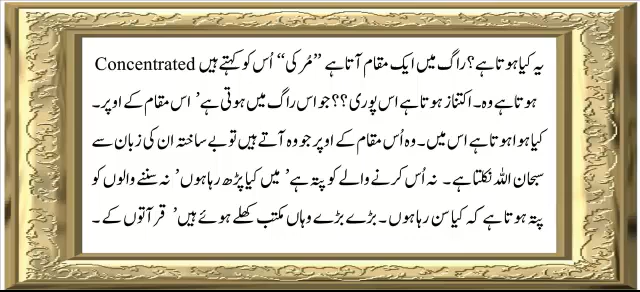 یہ کیا ہوتا ہے؟ راگ میں ایک مقام آتا ہے ”مُرکی“ اُس کو کہتے ہیں Concentrated
ہوتا ہے وہ۔ اکتناز ہوتا ہے اس پوری؟؟ جو اس راگ میں ہوتی ہے’ اس مقام کے اوپر۔
کیا ہوا ہوتا ہے اس میں۔ وہ اُس مقام کے اوپر جو وہ آتے ہیں تو بے ساختہ ان کی زبان سے
سبحان اللہ نکلتا ہے۔ نہ اُس کرنے والے کو پتہ ہے’ میں کیا پڑھ رہا ہوں’ نہ سننے والوں کو
پتہ ہوتا ہے کہ کیا سن رہا ہوں۔ بڑے بڑے وہاں مکتب کھلے ہوئے ہیں’ قرآتوں کے۔